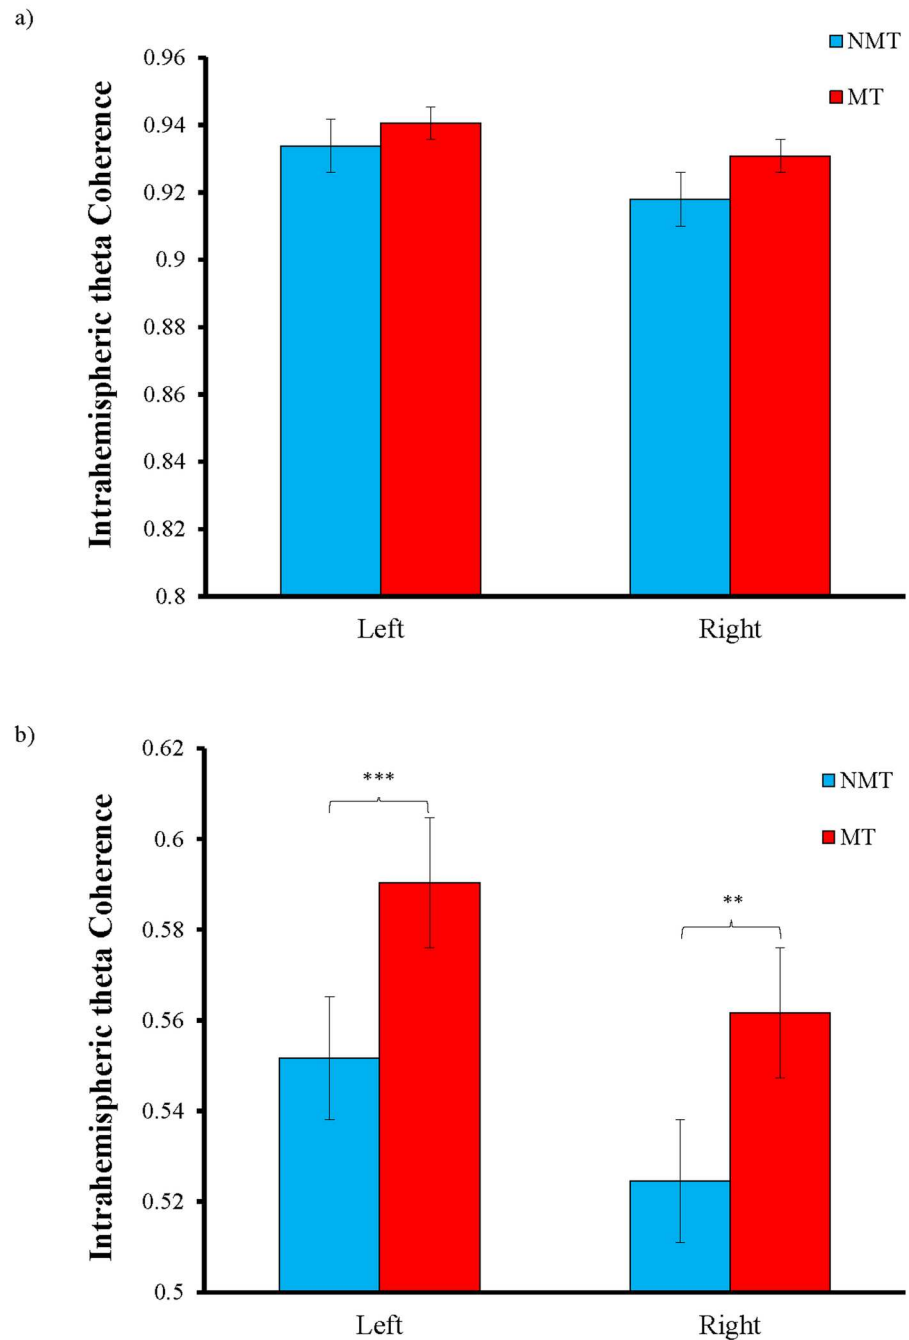 a)
NMT
MT
Intrahemispheric theta Coherence
0.96
0.94
0.92
0.9
0.88
0.86
0.84
0.82
0.8
Left
Right
b)
NMT
MT
Intrahemispheric theta Coherence
0.62
0.6
0.58
0.56
0.54
0.52
0.5
***
**
Left
Right